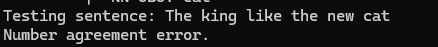 Testing sentence: The king like the new cat
Number agreement error.